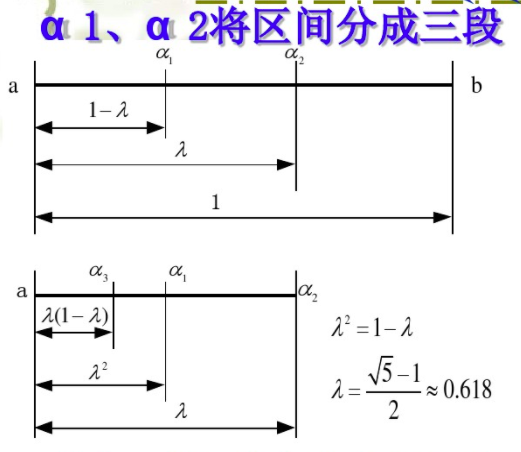 α 1、α 2将区间分成三段
α₁ α₂
a b
1−λ
λ
1
α₃ α₁
a α₂
λ(1−λ)
λ² = 1−λ
λ²
λ = (√5−1)/2 ≈ 0.618
λ